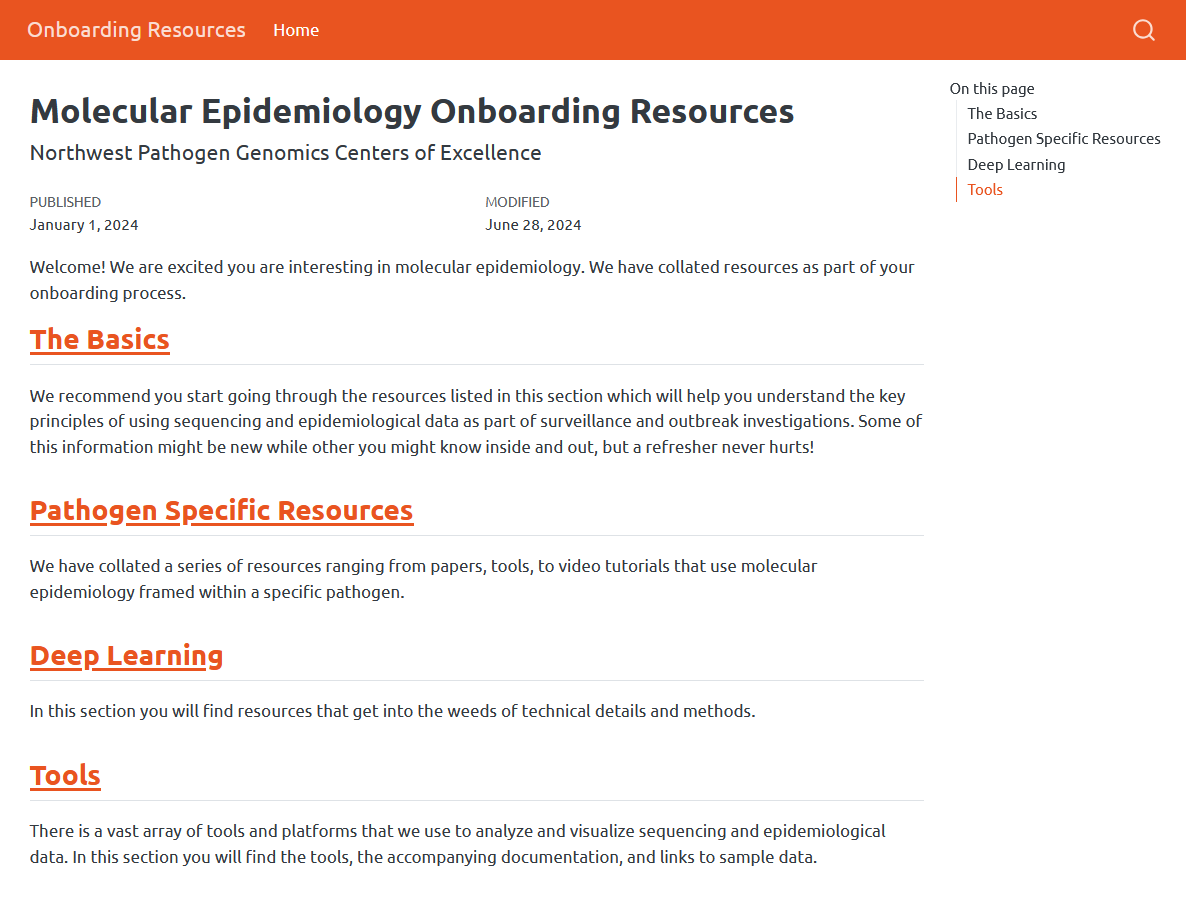 Onboarding Resources Home
Molecular Epidemiology Onboarding Resources
Northwest Pathogen Genomics Centers of Excellence
PUBLISHED MODIFIED
January 1, 2024 June 28, 2024
Welcome! We are excited you are interesting in molecular epidemiology. We have collated resources as part of your
onboarding process.
The Basics
We recommend you start going through the resources listed in this section which will help you understand the key
principles of using sequencing and epidemiological data as part of surveillance and outbreak investigations. Some of
this information might be new while other you might know inside and out, but a refresher never hurts!
Pathogen Specific Resources
We have collated a series of resources ranging from papers, tools, to video tutorials that use molecular
epidemiology framed within a specific pathogen.
Deep Learning
In this section you will find resources that get into the weeds of technical details and methods.
Tools
There is a vast array of tools and platforms that we use to analyze and visualize sequencing and epidemiological
data. In this section you will find the tools, the accompanying documentation, and links to sample data.
On this page
The Basics
Pathogen Specific Resources
Deep Learning
Tools